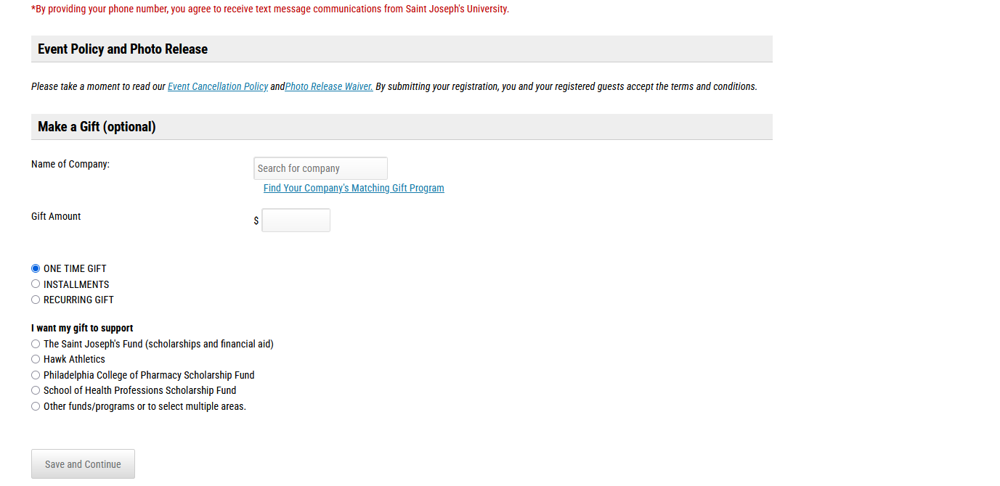 *By providing your phone number, you agree to receive text message communications from Saint Joseph's University.
Event Policy and Photo Release
Please take a moment to read our Event Cancellation Policy andPhoto Release Waiver. By submitting your registration, you and your registered guests accept the terms and conditions.
Make a Gift (optional)
Name of Company:
Search for company
Find Your Company's Matching Gift Program
Gift Amount
$
ONE TIME GIFT
INSTALLMENTS
RECURRING GIFT
I want my gift to support
The Saint Joseph's Fund (scholarships and financial aid)
Hawk Athletics
Philadelphia College of Pharmacy Scholarship Fund
School of Health Professions Scholarship Fund
Other funds/programs or to select multiple areas.
Save and Continue